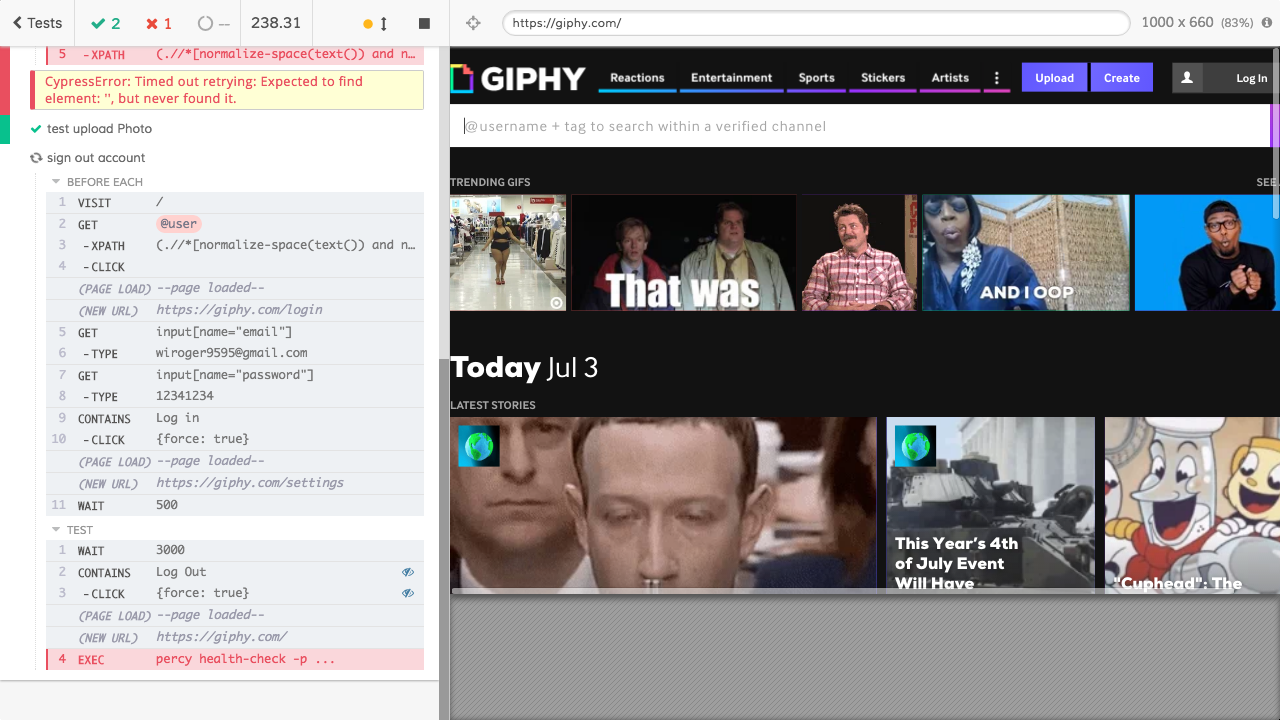 Tests
2
1
--
238.31
https://giphy.com/
1000 x 660 (83%)
5 -XPATH (.//*[normalize-space(text()) and n…
CypressError: Timed out retrying: Expected to find
element: '', but never found it.
test upload Photo
sign out account
BEFORE EACH
1 VISIT /
2 GET @user
3 -XPATH (.//*[normalize-space(text()) and n…
4 -CLICK
(PAGE LOAD) --page loaded--
(NEW URL) https://giphy.com/login
5 GET input[name="email"]
6 -TYPE wiroger9595@gmail.com
7 GET input[name="password"]
8 -TYPE 12341234
9 CONTAINS Log in
10 -CLICK {force: true}
(PAGE LOAD) --page loaded--
(NEW URL) https://giphy.com/settings
11 WAIT 500
TEST
1 WAIT 3000
2 CONTAINS Log Out
3 -CLICK {force: true}
(PAGE LOAD) --page loaded--
(NEW URL) https://giphy.com/
4 EXEC percy health-check -p ...
GIPHY
Reactions Entertainment Sports Stickers Artists Upload Create Log In
@username + tag to search within a verified channel
TRENDING GIFS
SEE
That was
AND I OOP
Today Jul 3
LATEST STORIES
This Year's 4th
of July Event
Will Have
"Cuphead": The